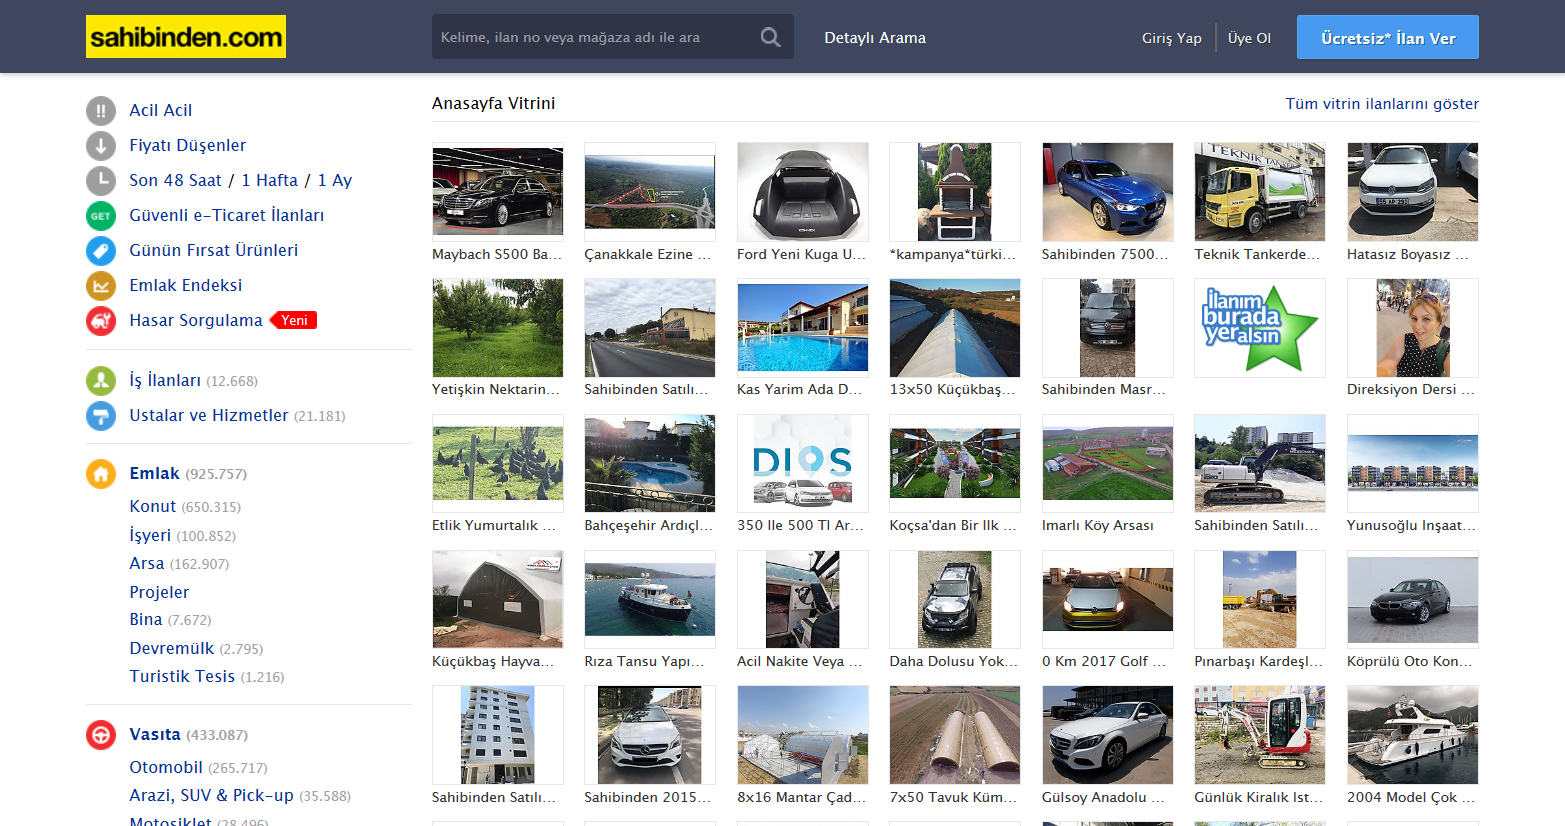 sahibinden.com
Kelime, ilan no veya mağaza adı ile ara
Detaylı Arama
Giriş Yap
Üye Ol
Ücretsiz* İlan Ver
Acil Acil
Fiyatı Düşenler
Son 48 Saat / 1 Hafta / 1 Ay
GET Güvenli e-Ticaret İlanları
Günün Fırsat Ürünleri
Emlak Endeksi
Hasar Sorgulama Yeni
İş İlanları (12.668)
Ustalar ve Hizmetler (21.181)
Emlak (925.757)
Konut (650.315)
İşyeri (100.852)
Arsa (162.907)
Projeler
Bina (7.672)
Devremülk (2.795)
Turistik Tesis (1.216)
Vasıta (433.087)
Otomobil (265.717)
Arazi, SUV & Pick-up (35.588)
Motosiklet (28.496)
Anasayfa Vitrini
Tüm vitrin ilanlarını göster
TEKNİK TANKER
Maybach S500 Ba...
Çanakkale Ezine ...
Ford Yeni Kuga U...
*kampanya*türki...
Sahibinden 7500...
Teknik Tankerde...
Hatasız Boyasız ...
ilanım
burada
yeralsın
Yetişkin Nektarin...
Sahibinden Satılı...
Kas Yarim Ada D...
13x50 Küçükbaş...
Sahibinden Masr...
Direksiyon Dersi ...
DIOS
Etlik Yumurtalık ...
Bahçeşehir Ardıçl...
350 Ile 500 Tl Ar...
Koçsa'dan Bir Ilk ...
Imarlı Köy Arsası
Sahibinden Satılı...
Yunusoğlu Inşaat...
Küçükbaş Hayva...
Rıza Tansu Yapı...
Acil Nakite Veya ...
Daha Dolusu Yok...
0 Km 2017 Golf ...
Pınarbaşı Kardeşl...
Köprülü Oto Kon...
Sahibinden Satılı...
Sahibinden 2015...
8x16 Mantar Çad...
7x50 Tavuk Küm...
Gülsoy Anadolu ...
Günlük Kiralık Ist...
2004 Model Çok ...